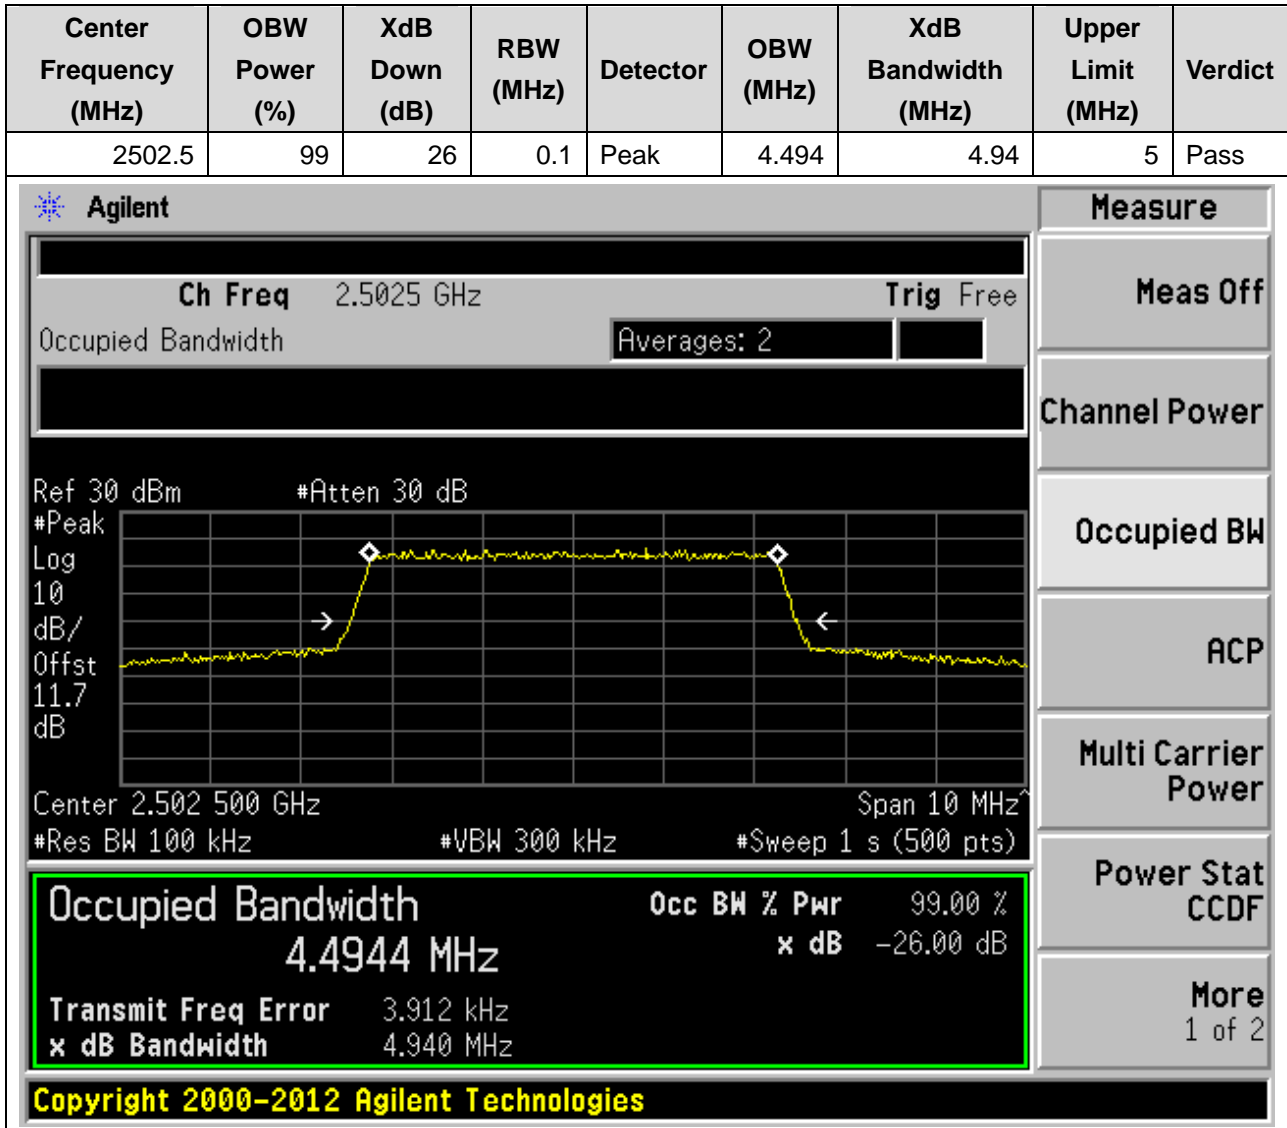 Center Frequency (MHz) OBW Power (%) XdB Down (dB) RBW (MHz) Detector OBW (MHz) XdB Bandwidth (MHz) Upper Limit (MHz) Verdict
2502.5 99 26 0.1 Peak 4.494 4.94 5 Pass
Agilent
Measure
Ch Freq 2.5025 GHz Trig Free
Meas Off
Occupied Bandwidth Averages: 2
Channel Power
Ref 30 dBm #Atten 30 dB
#Peak
Log
10
dB/
Offst
11.7
dB
Occupied BW
ACP
Multi Carrier
Power
Center 2.502 500 GHz Span 10 MHz^
#Res BW 100 kHz #VBW 300 kHz #Sweep 1 s (500 pts)
Power Stat
CCDF
Occupied Bandwidth Occ BW % Pwr 99.00 %
4.4944 MHz x dB -26.00 dB
Transmit Freq Error 3.912 kHz
x dB Bandwidth 4.940 MHz
More
1 of 2
Copyright 2000-2012 Agilent Technologies